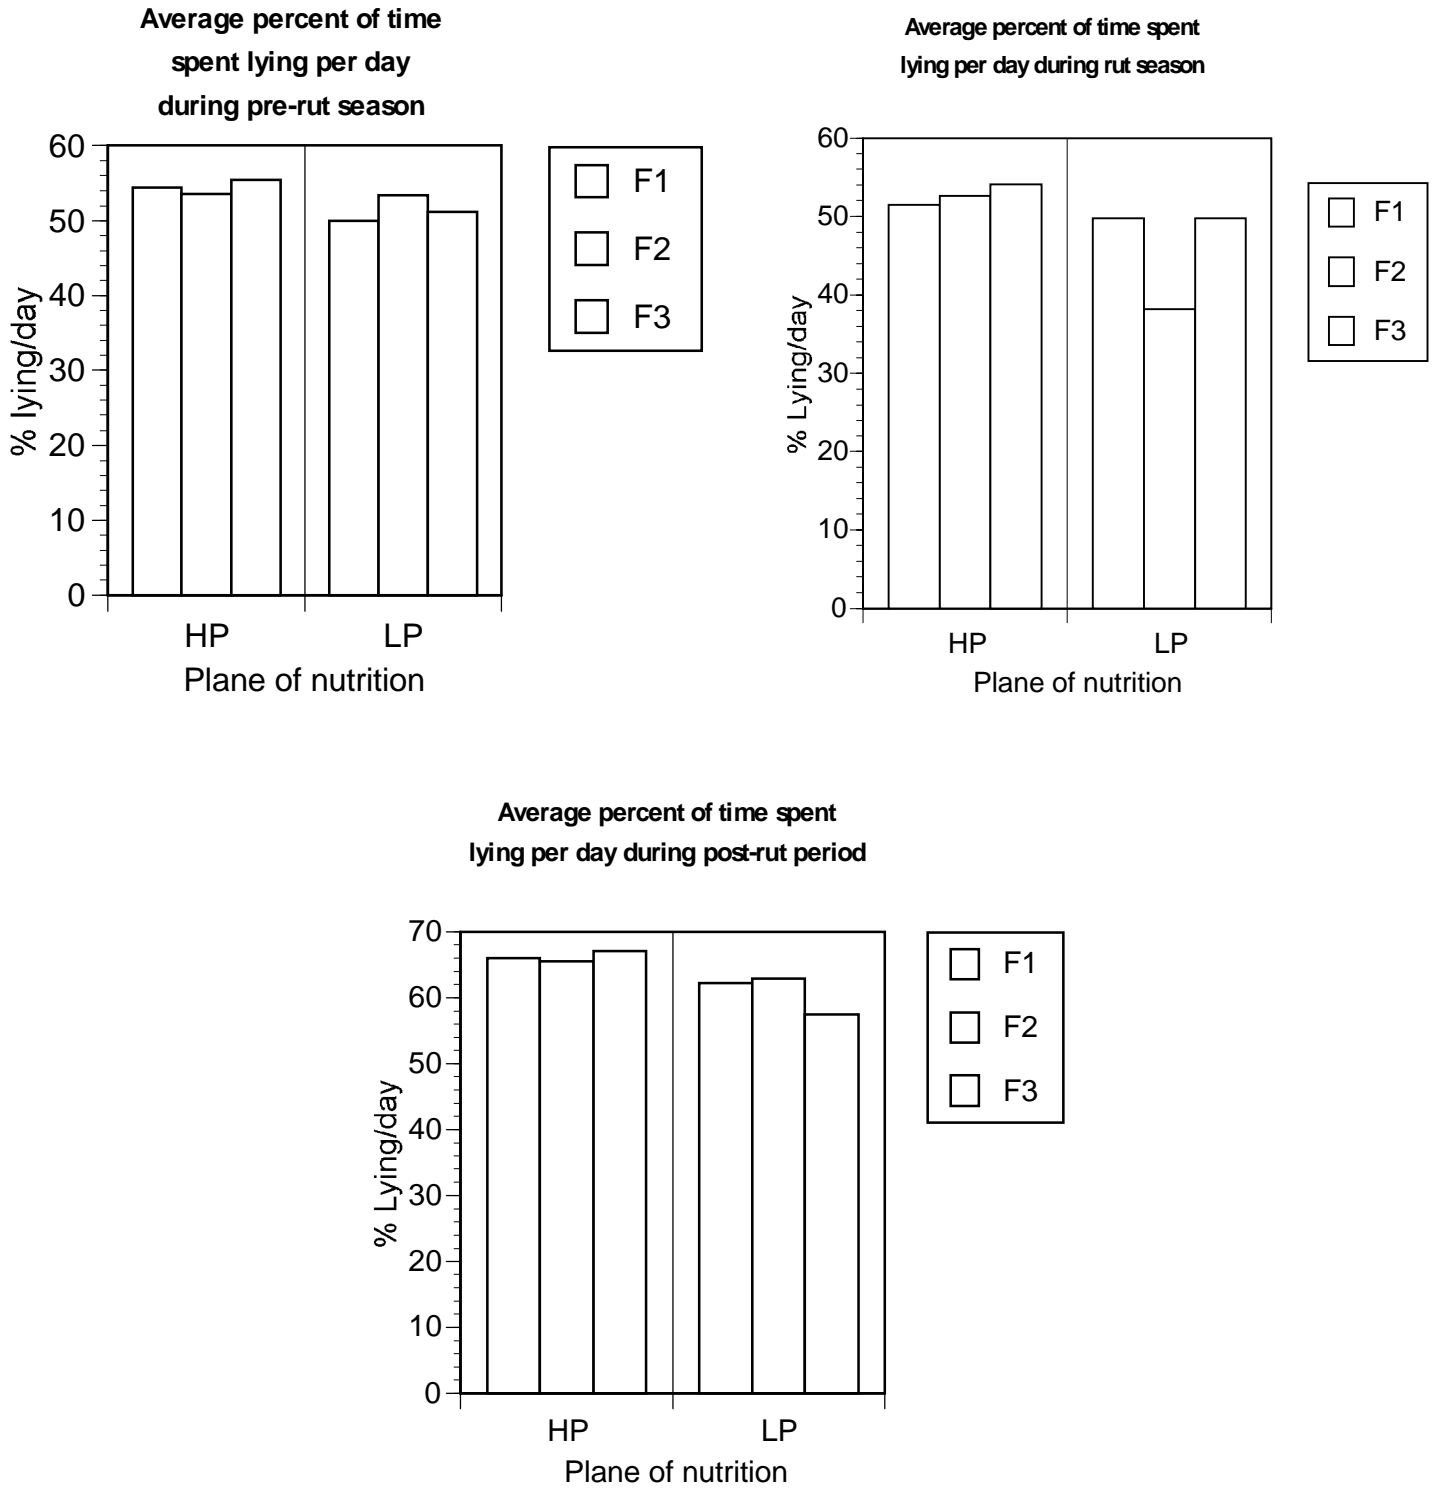 Average percent of time
spent lying per day
during pre-rut season
60
50
40
30
20
10
0
% lying/day
HP
LP
Plane of nutrition
F1
F2
F3
Average percent of time spent
lying per day during rut season
60
50
40
30
20
10
0
% Lying/day
HP
LP
Plane of nutrition
F1
F2
F3
Average percent of time spent
lying per day during post-rut period
70
60
50
40
30
20
10
0
% Lying/day
HP
LP
Plane of nutrition
F1
F2
F3